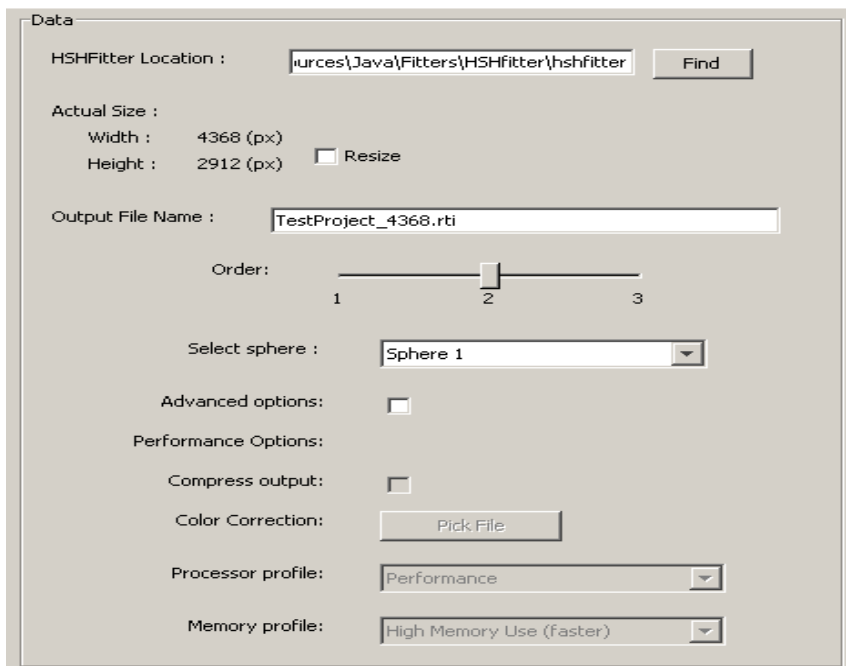 Data
HSHFitter Location :
urces\Java\Fitters\HSHfitter\hshfitter
Find
Actual Size :
Width : 4368 (px)
Height : 2912 (px)
Resize
Output File Name :
TestProject_4368.rti
Order:
1 2 3
Select sphere :
Sphere 1
Advanced options:
Performance Options:
Compress output:
Color Correction:
Pick File
Processor profile:
Performance
Memory profile:
High Memory Use (faster)